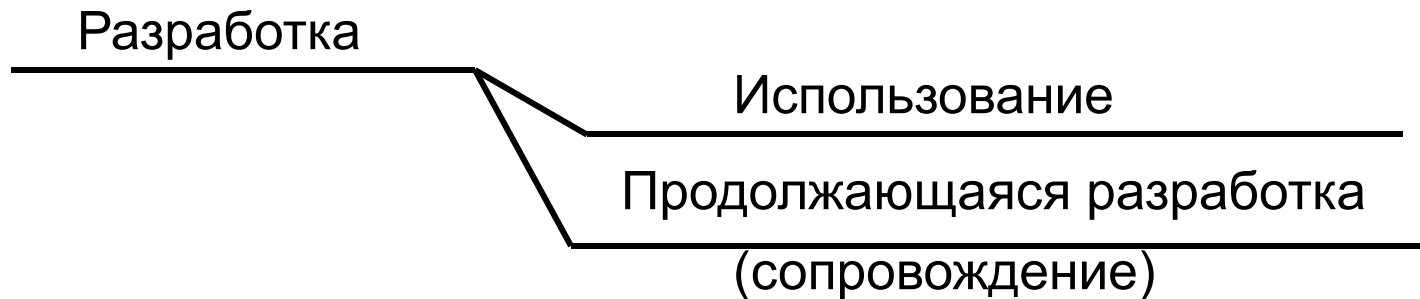 Разработка
Использование
Продолжающаяся разработка
(сопровождение)